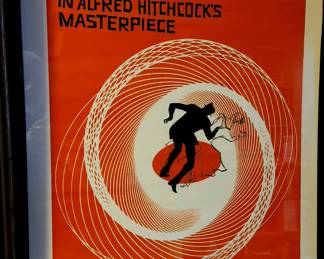 IN ALFRED HITCHCOCK'S
MASTERPIECE